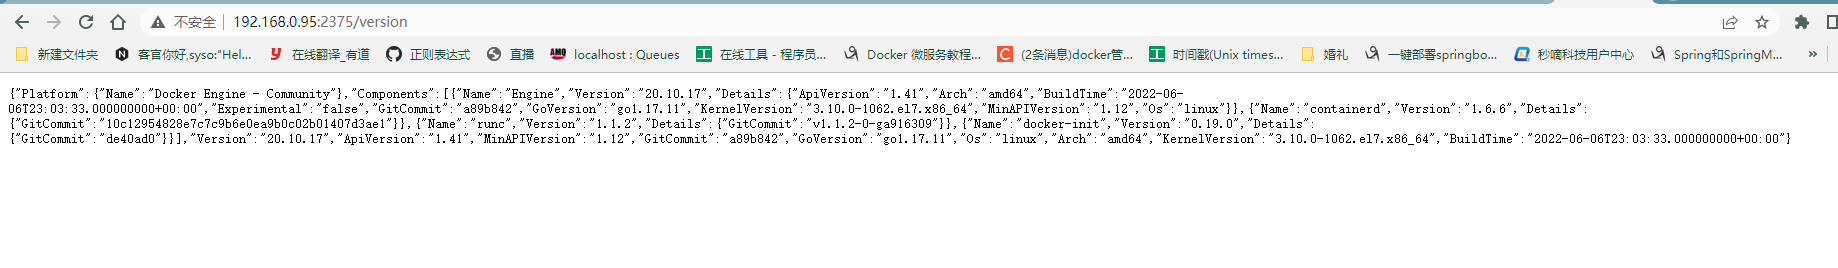 不安全 | 192.168.0.95:2375/version
新建文件夹 客官你好,syso:"Hel... 在线翻译_有道 正则表达式 直播 localhost : Queues 在线工具 - 程序员... Docker 微服务教程... (2条消息)docker管... 时间戳(Unix times... 婚礼 一键部署springbo... 秒嘀科技用户中心 Spring和SpringM... »
{"Platform":{"Name":"Docker Engine - Community"},"Components":[{"Name":"Engine","Version":"20.10.17","Details":{"ApiVersion":"1.41","Arch":"amd64","BuildTime":"2022-06-
06T23:03:33.000000000+00:00","Experimental":"false","GitCommit":"a89b842","GoVersion":"go1.17.11","KernelVersion":"3.10.0-1062.el7.x86_64","MinAPIVersion":"1.12","Os":"linux"}},{"Name":"containerd","Version":"1.6.6","Details":
{"GitCommit":"10c12954828e7c7c9b6e0ea9b0c02b01407d3ae1"}},{"Name":"runc","Version":"1.1.2","Details":{"GitCommit":"v1.1.2-0-ga916309"}},{"Name":"docker-init","Version":"0.19.0","Details":
{"GitCommit":"de40ad0"}}],"Version":"20.10.17","ApiVersion":"1.41","MinAPIVersion":"1.12","GitCommit":"a89b842","GoVersion":"go1.17.11","Os":"linux","Arch":"amd64","KernelVersion":"3.10.0-1062.el7.x86_64","BuildTime":"2022-06-06T23:03:33.000000000+00:00"}